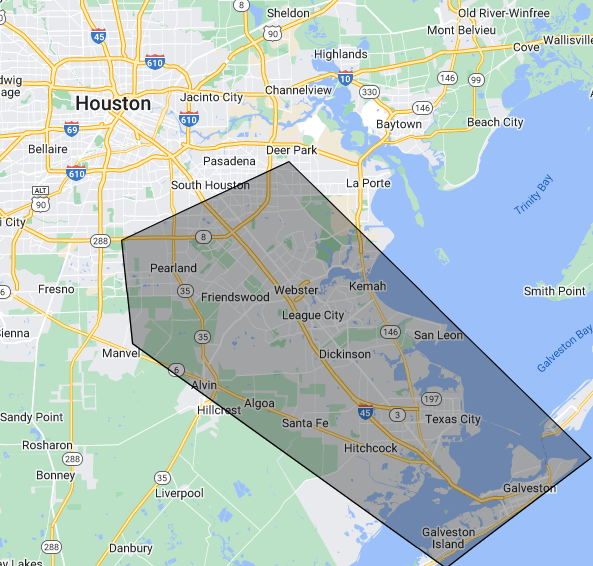 Sheldon
Old River-Winfree
8
45
90
Mont Belvieu
Wallisville
Cove
Highlands
610
10
146
99
dwig
age
Houston
Jacinto City
Channelview
330
146
69
610
Baytown
Beach City
Bellaire
Deer Park
Pasadena
610
South Houston
La Porte
ALT
90
Trinity Bay
i City
288
8
Pearland
Fresno
35
Friendswood
Webster
Kemah
Smith Point
6
League City
ienna
35
146
San Leon
Galveston Bay
Manvel
Dickinson
6
Alvin
197
Hillcrest
Algoa
45
3
Texas City
Sandy Point
Santa Fe
Rosharon
Hitchcock
288
Bonney
35
Liverpool
Galveston
Galveston
Island
288
Danbury
ay Lakes